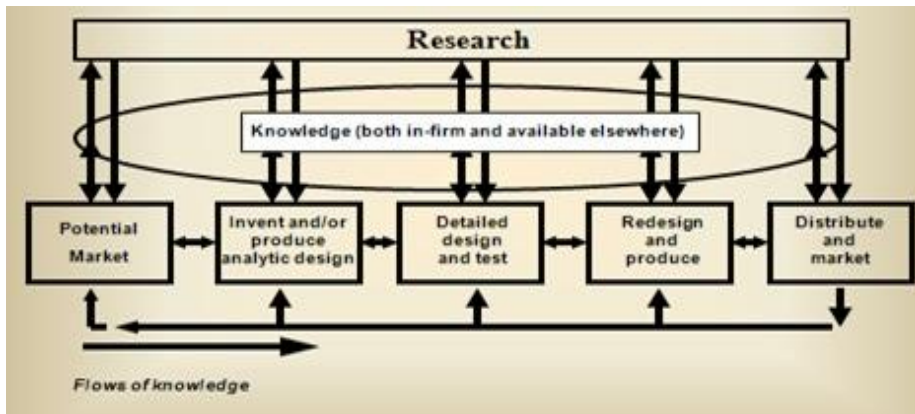 Research
Knowledge (both in-firm and available elsewhere)
Potential
Market
Invent and/or
produce
analytic design
Detailed
design
and test
Redesign
and
produce
Distribute
and
market
Flows of knowledge